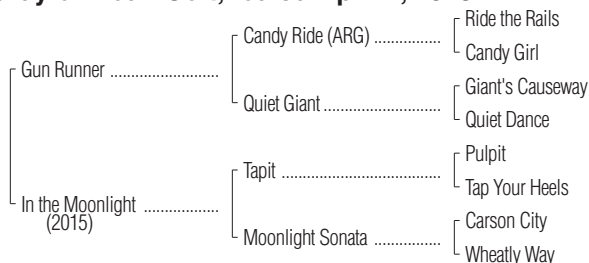 Ride the Rails
Candy Ride (ARG) ................
Candy Girl
Gun Runner ..........................
Giant's Causeway
Quiet Giant............................
Quiet Dance
Pulpit
Tapit ......................................
Tap Your Heels
In the Moonlight ..................
(2015)
Carson City
Moonlight Sonata ................
Wheatly Way